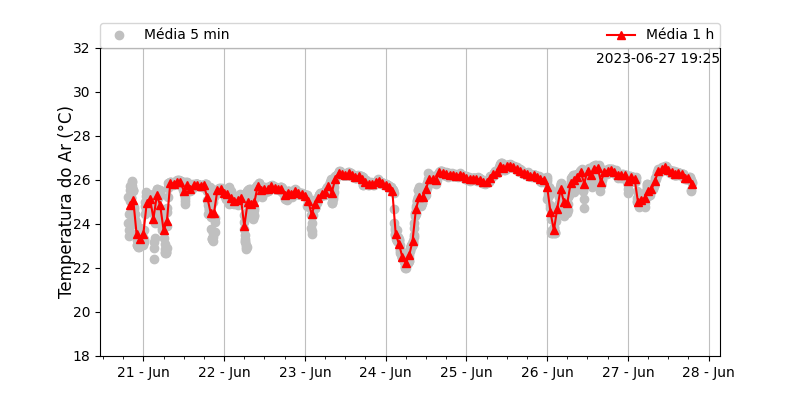 Média 5 min
Média 1 h
2023-06-27 19:25
Temperatura do Ar (°C)
32
30
28
26
24
22
20
18
21 - Jun
22 - Jun
23 - Jun
24 - Jun
25 - Jun
26 - Jun
27 - Jun
28 - Jun